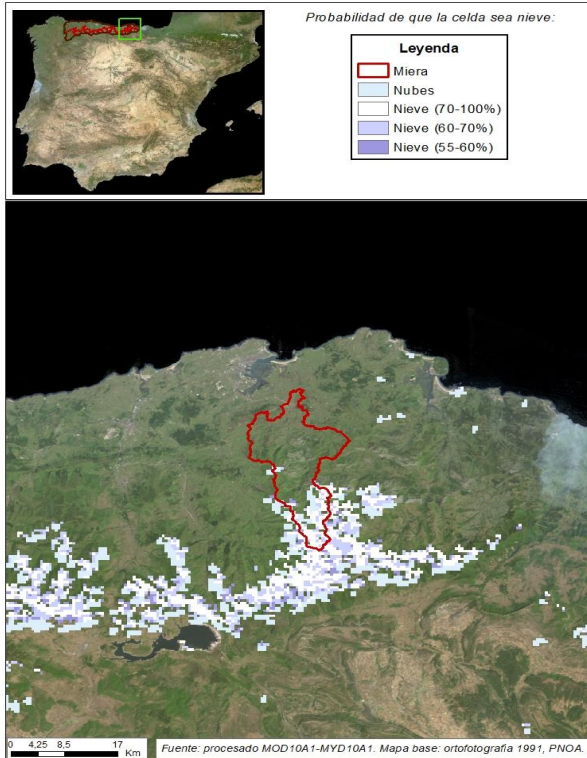 Probabilidad de que la celda sea nieve:
Leyenda
Miera
Nubes
Nieve (70-100%)
Nieve (60-70%)
Nieve (55-60%)
0 4,25 8,5 17
Km
Fuente: procesado MOD10A1-MYD10A1. Mapa base: ortofotografía 1991, PNOA.